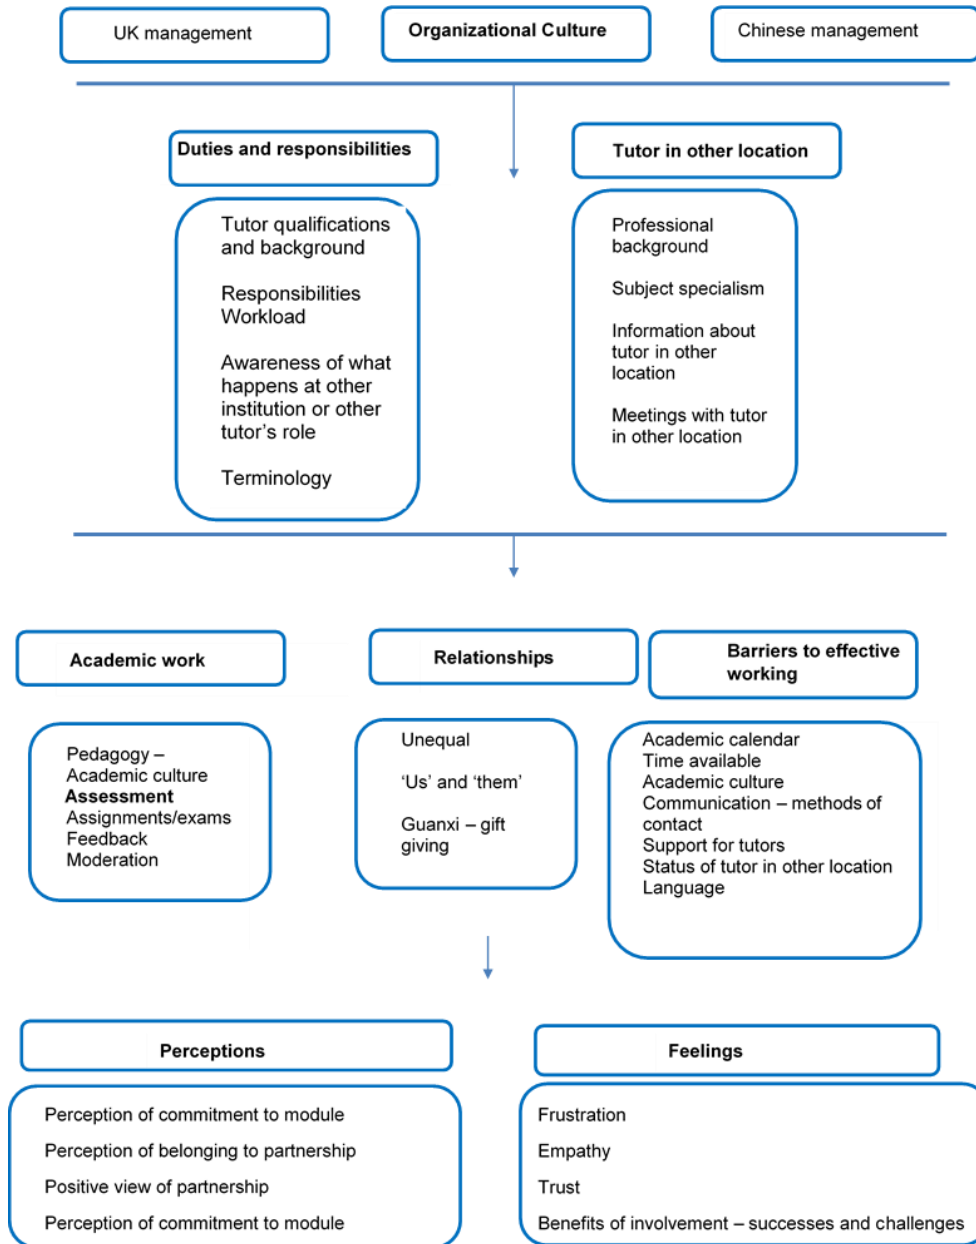 UK management
Organizational Culture
Chinese management
Duties and responsibilities
Tutor in other location
Tutor qualifications
and background
Responsibilities
Workload
Awareness of what
happens at other
institution or other
tutor's role
Terminology
Professional
background
Subject specialism
Information about
tutor in other
location
Meetings with tutor
in other location
Academic work
Relationships
Barriers to effective
working
Pedagogy –
Academic culture
Assessment
Assignments/exams
Feedback
Moderation
Unequal
‘Us’ and ‘them’
Guanxi – gift
giving
Academic calendar
Time available
Academic culture
Communication – methods of
contact
Support for tutors
Status of tutor in other location
Language
Perceptions
Feelings
Perception of commitment to module
Perception of belonging to partnership
Positive view of partnership
Perception of commitment to module
Frustration
Empathy
Trust
Benefits of involvement – successes and challenges